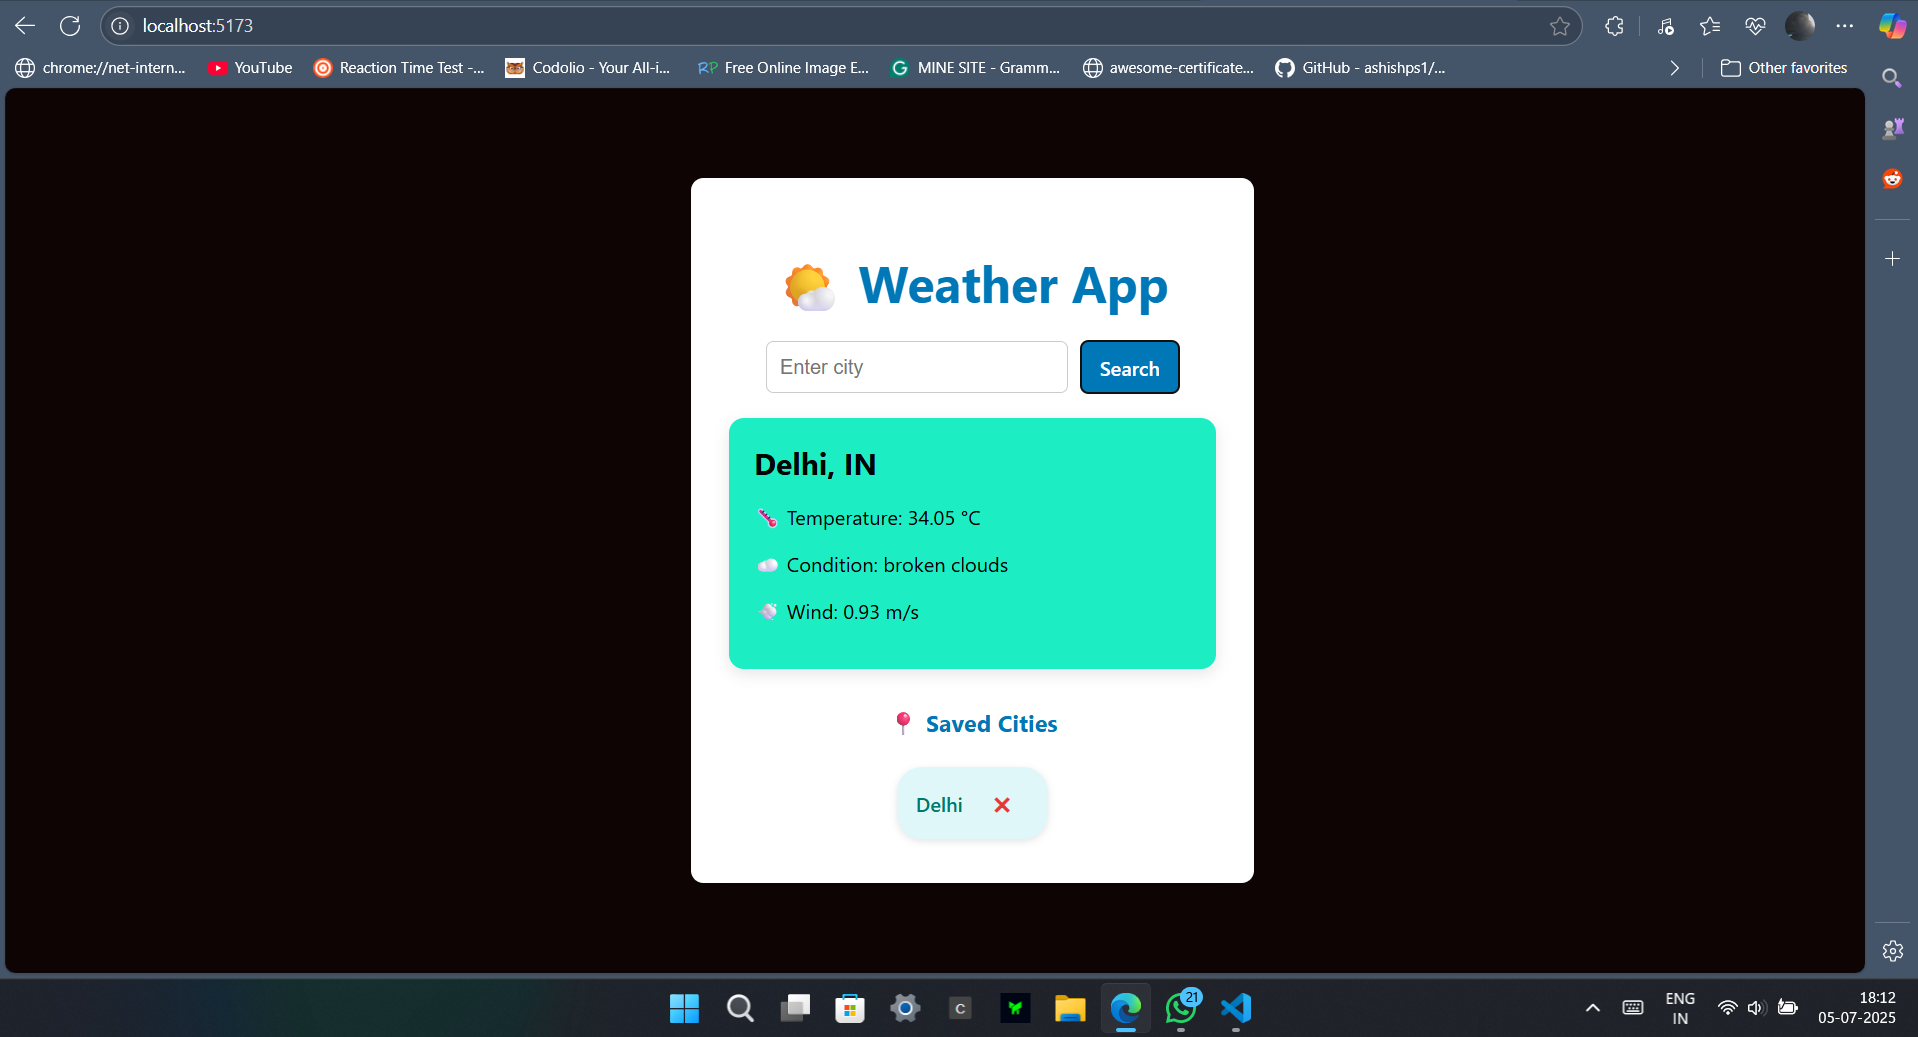 localhost:5173
chrome://net-intern... YouTube Reaction Time Test -... Codolio - Your All-i... RP Free Online Image E... G MINE SITE - Gramm... awesome-certificate... GitHub - ashishps1/... Other favorites
Weather App
Enter city Search
Delhi, IN
Temperature: 34.05 °C
Condition: broken clouds
Wind: 0.93 m/s
Saved Cities
Delhi
C 21 ENG IN 18:12
05-07-2025